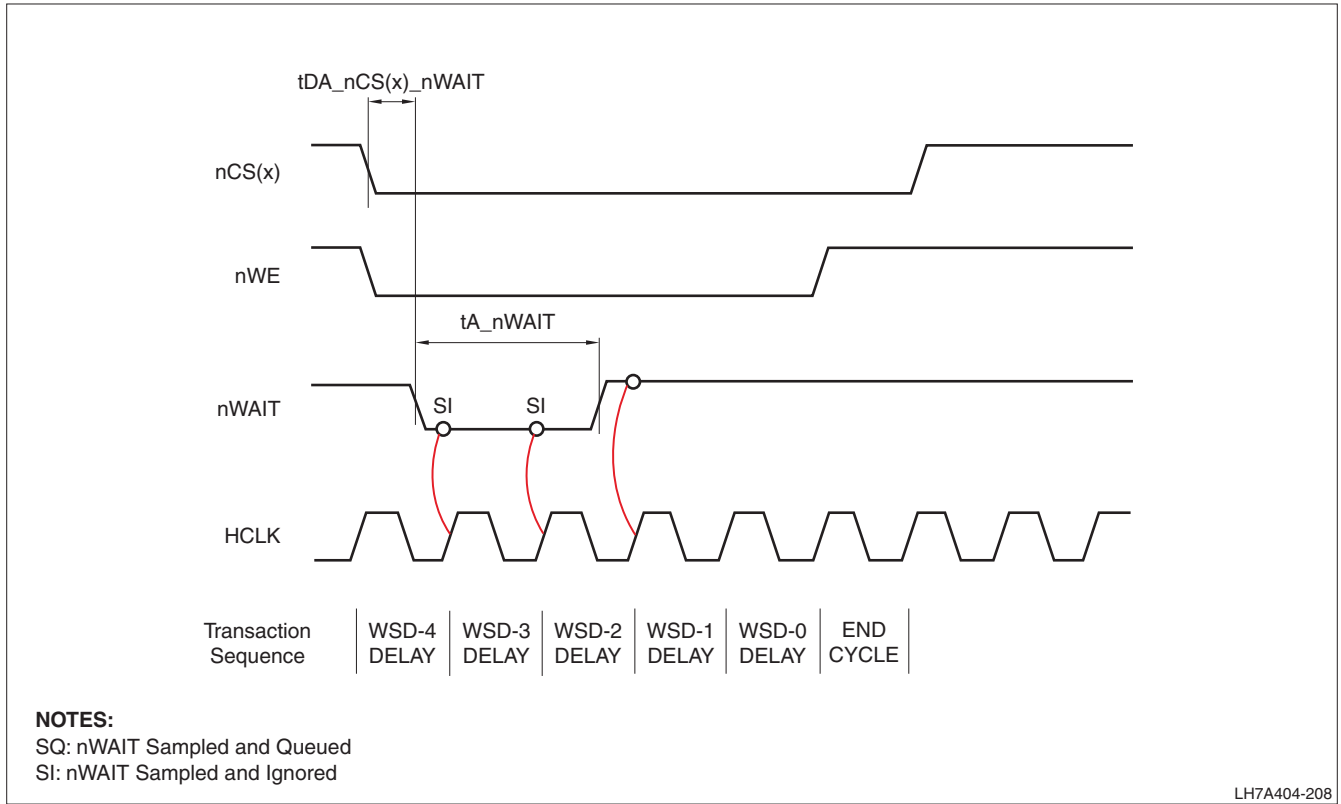 tDA_nCS(x)_nWAIT
nCS(x)
nWE
tA_nWAIT
nWAIT
SI
SI
HCLK
Transaction Sequence
WSD-4 DELAY
WSD-3 DELAY
WSD-2 DELAY
WSD-1 DELAY
WSD-0 DELAY
END CYCLE
NOTES:
SQ: nWAIT Sampled and Queued
SI: nWAIT Sampled and Ignored
LH7A404-208